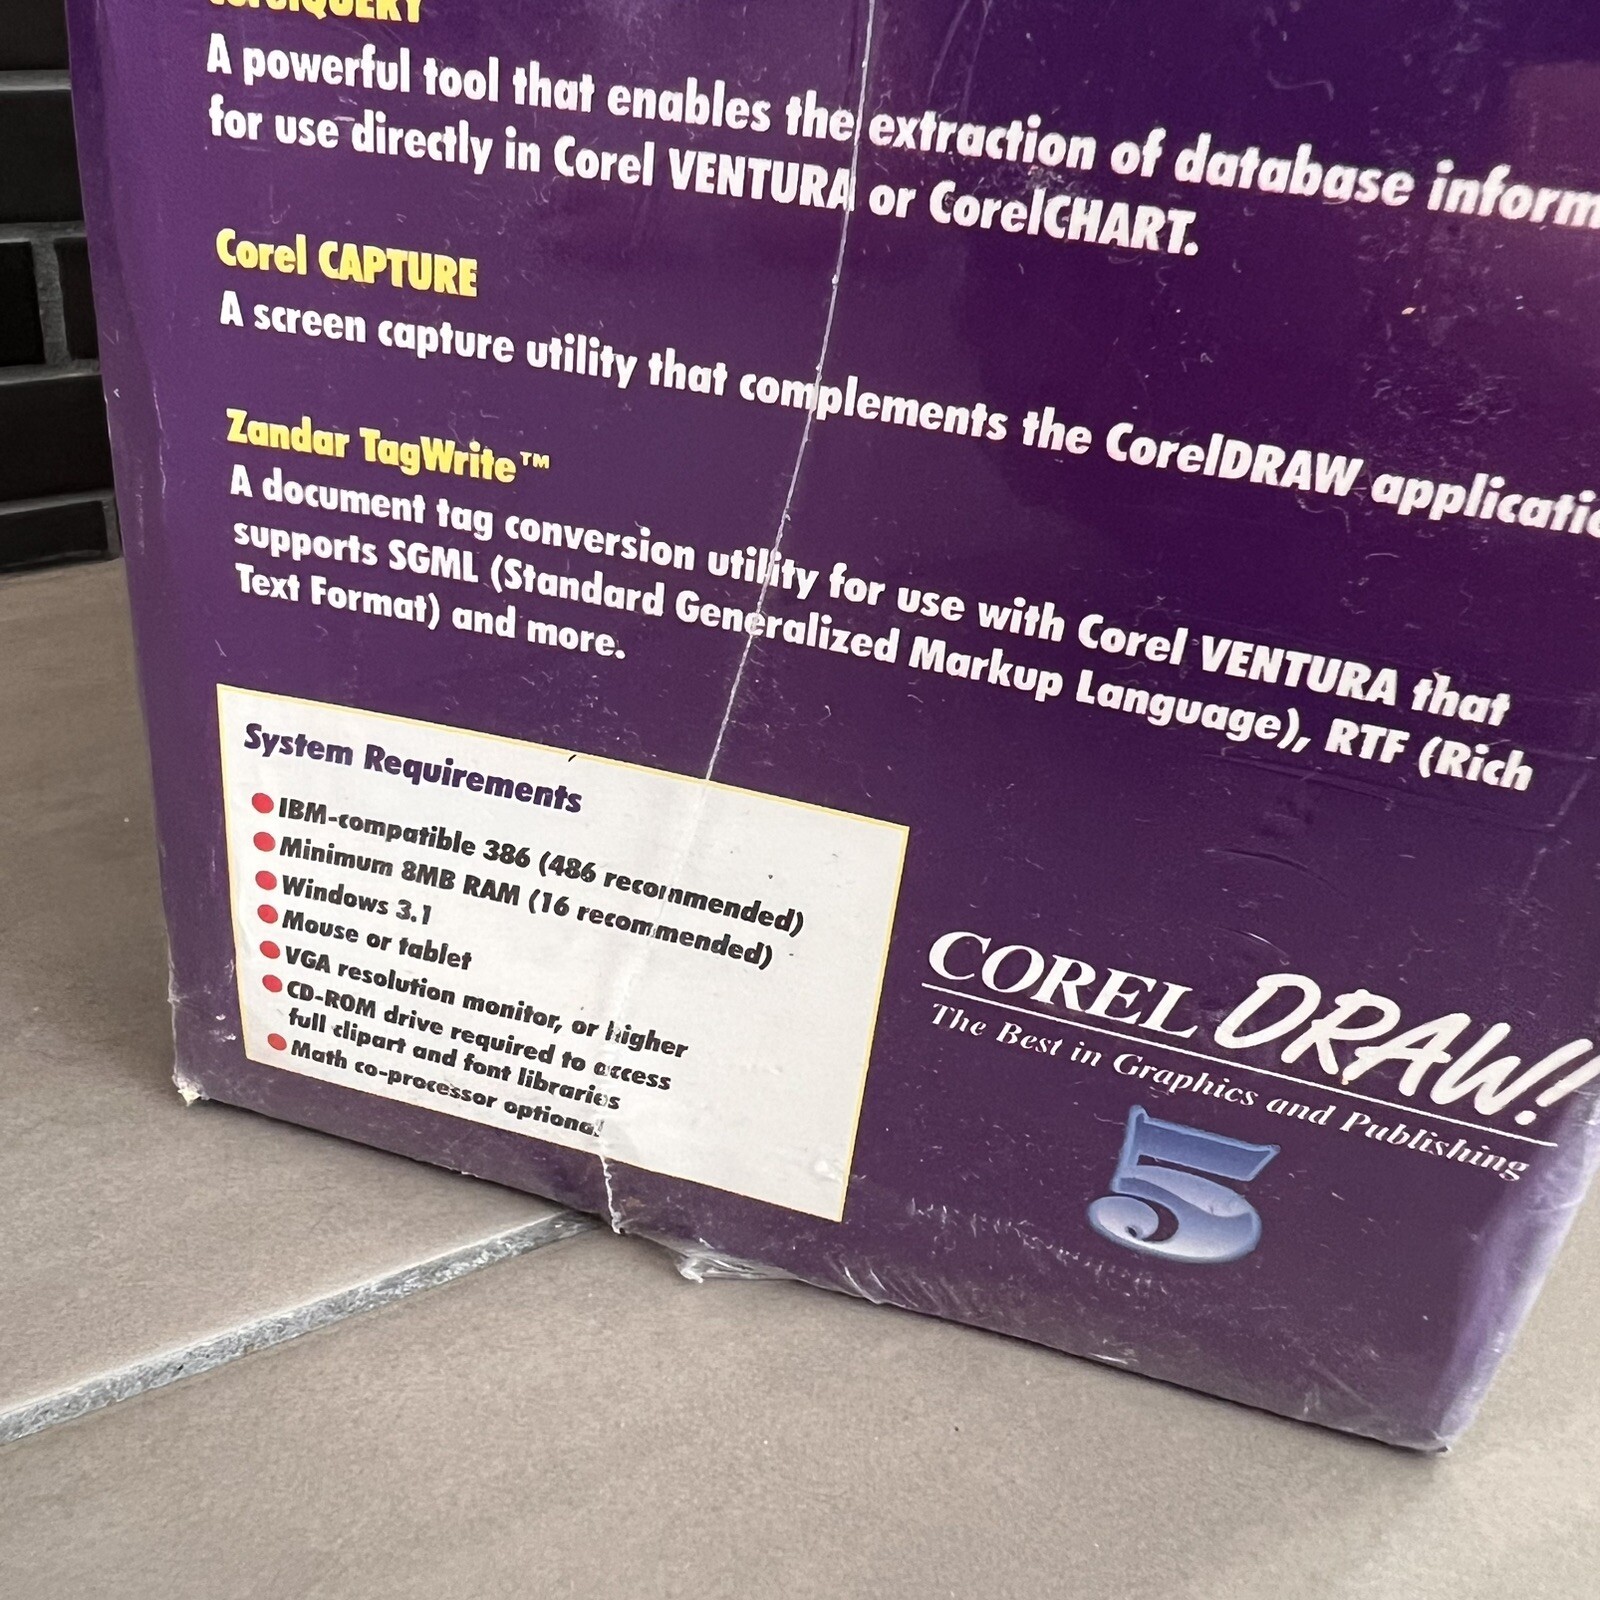 CorelQUERY
A powerful tool that enables the extraction of database
for use directly in Corel VENTURA or CorelCHART.
Corel CAPTURE
A screen capture utility that complements the CorelDRAW
Zandar TagWrite™
A document tag conversion utility for use with Corel VENTURA that
supports SGML (Standard Generalized Markup Language), RTF (Rich
Text Format) and more.
System Requirements
● IBM-compatible 386 (486 recommended)
● Minimum 8MB RAM (16 recommended)
● Windows 3.1
● Mouse or tablet
● VGA resolution monitor, or higher
● CD-ROM drive required to access
full clipart and font libraries
● Math co-processor optional
COREL DRAW!
The Best in Graphics and Publishing
5